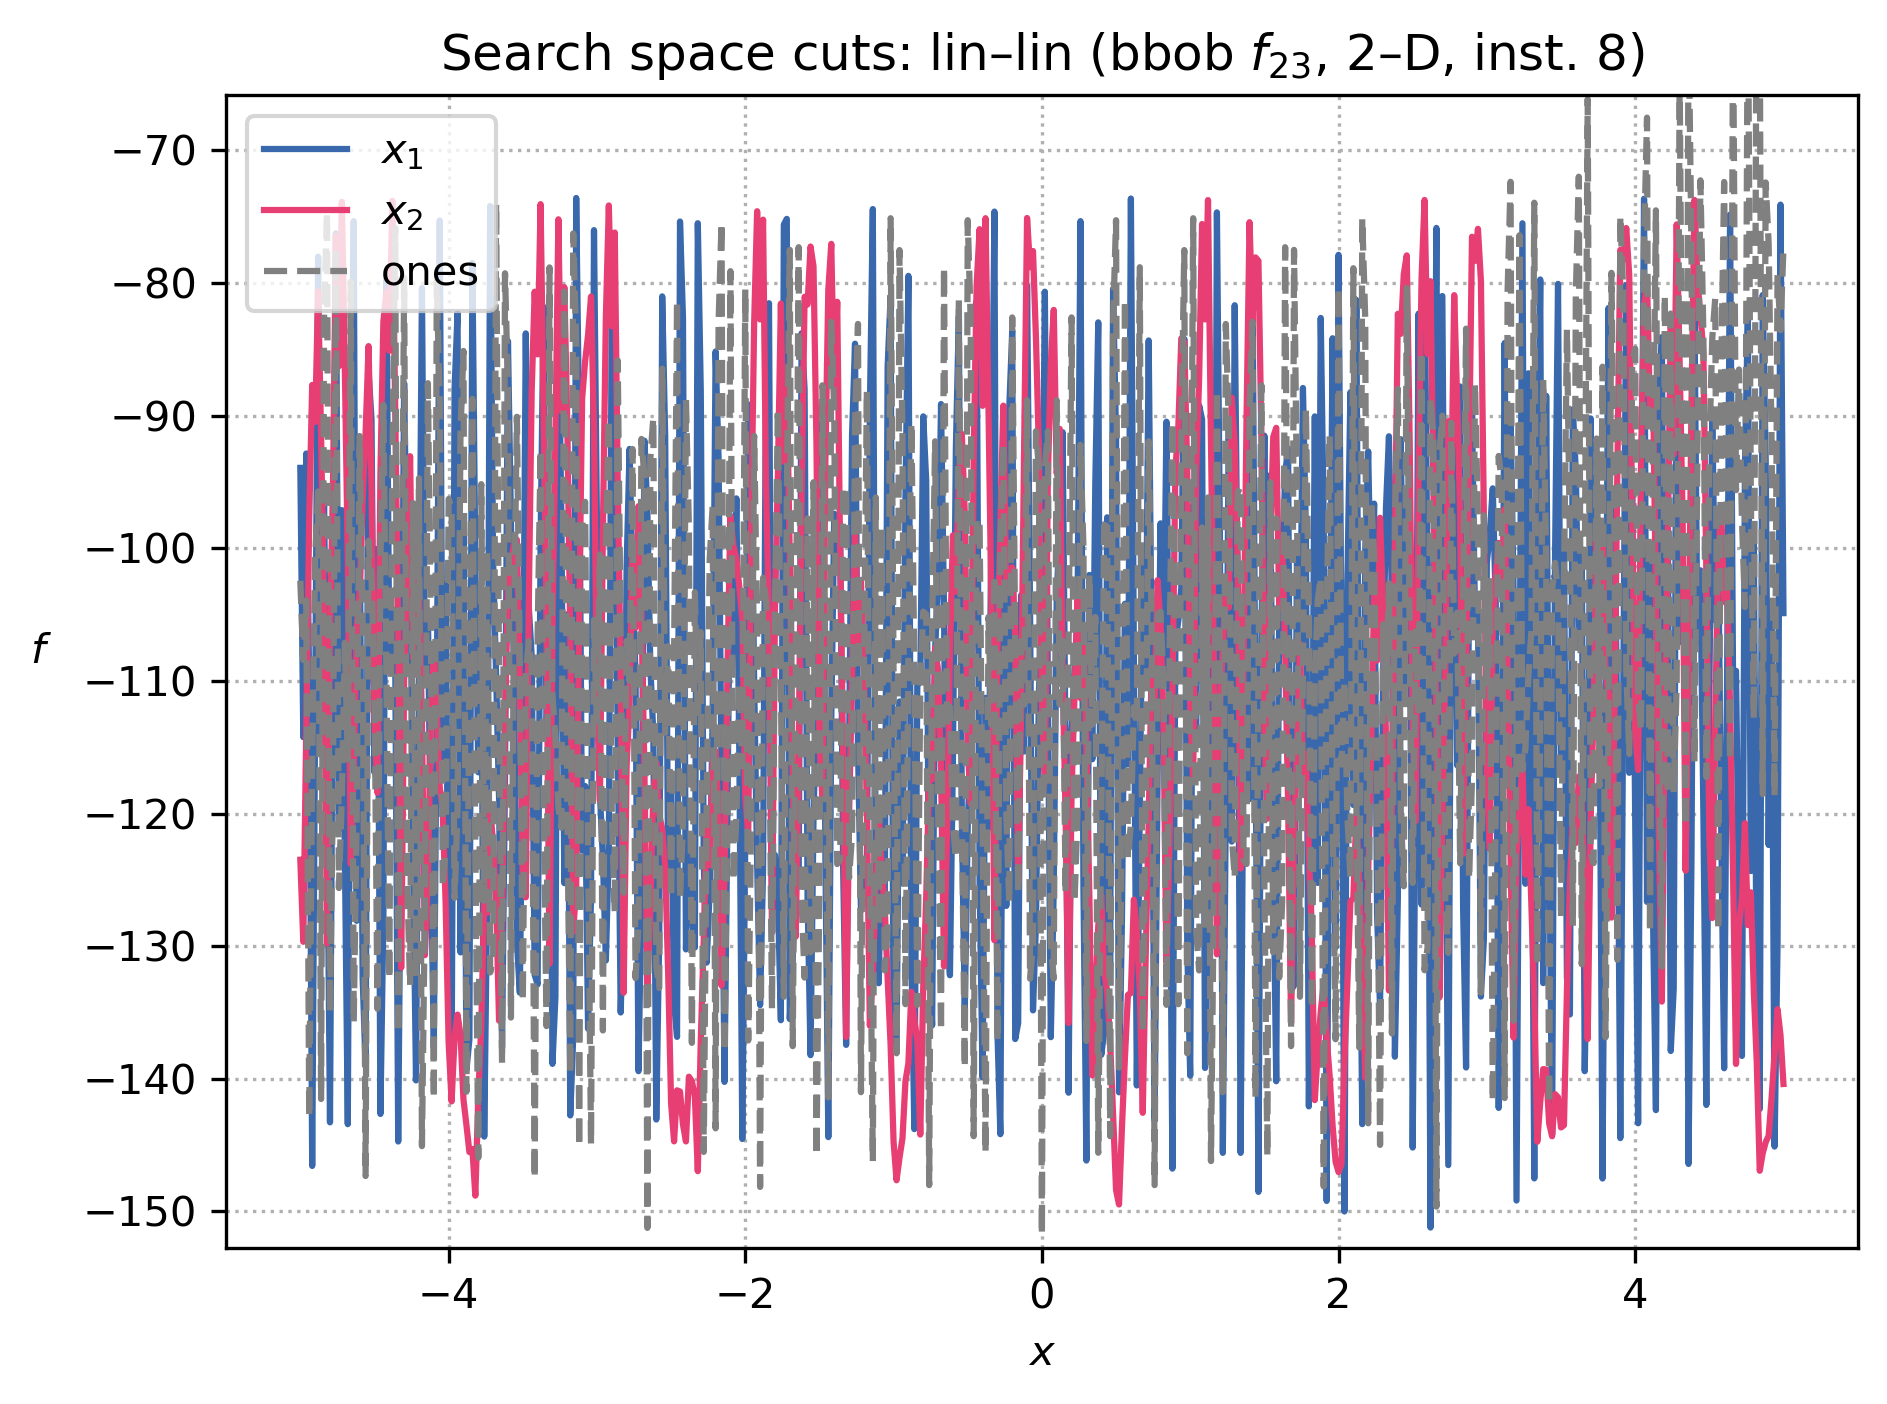 Search space cuts: lin–lin (bbob f23, 2–D, inst. 8)
x1
x2
ones
−70
−80
−90
−100
−110
−120
−130
−140
−150
f
−4
−2
0
2
4
x